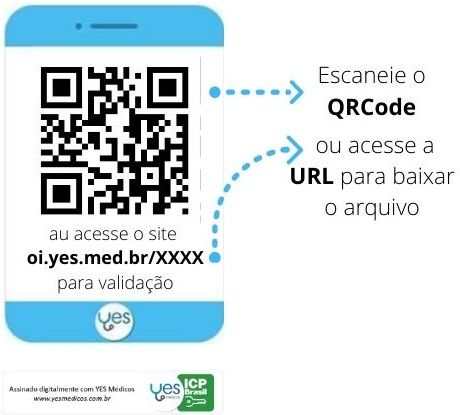 Escaneie o
QRCode
ou acesse a
URL para baixar
o arquivo
au acesse o site
oi.yes.med.br/XXXX
para validação
yes
Assinado digitalmente com YES Médicos
www.yesmedicos.com.br
yes
médicos
ICP
Brasil